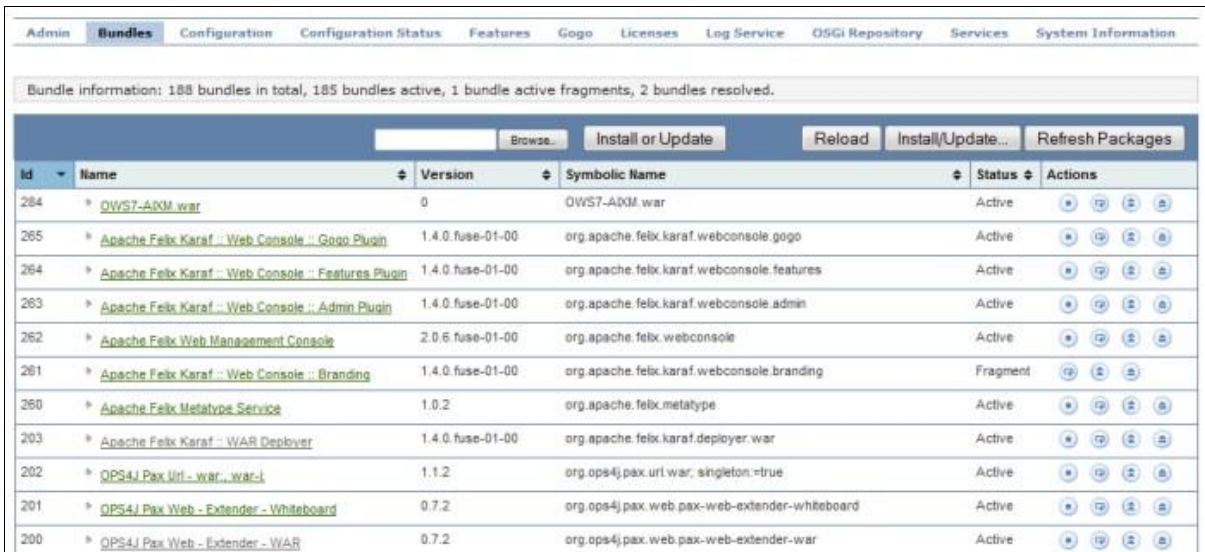 Admin Bundles Configuration Configuration Status Features Gogo Licenses Log Service OSGi Repository Services System Information
Bundle information: 188 bundles in total, 185 bundles active, 1 bundle active fragments, 2 bundles resolved.
Browse... Install or Update Reload Install/Update... Refresh Packages
Id Name Version Symbolic Name Status Actions
284 OWS7-AIXM.war 0 OWS7-AIXM.war Active
265 Apache Felix Karaf :: Web Console :: Gogo Plugin 1.4.0.fuse-01-00 org.apache.felix.karaf.webconsole.gogo Active
264 Apache Felix Karaf :: Web Console :: Features Plugin 1.4.0.fuse-01-00 org.apache.felix.karaf.webconsole.features Active
263 Apache Felix Karaf :: Web Console :: Admin Plugin 1.4.0.fuse-01-00 org.apache.felix.karaf.webconsole.admin Active
262 Apache Felix Web Management Console 2.0.6.fuse-01-00 org.apache.felix.webconsole Active
261 Apache Felix Karaf :: Web Console :: Branding 1.4.0.fuse-01-00 org.apache.felix.karaf.webconsole.branding Fragment
260 Apache Felix Metatype Service 1.0.2 org.apache.felix.metatype Active
203 Apache Felix Karaf :: WAR Deployer 1.4.0.fuse-01-00 org.apache.felix.karaf.deployer.war Active
202 OPS4J Pax Url - war:, war-i: 1.1.2 org.ops4j.pax.url.war; singleton:=true Active
201 OPS4J Pax Web - Extender - Whiteboard 0.7.2 org.ops4j.pax.web.pax-web-extender-whiteboard Active
200 OPS4J Pax Web - Extender - WAR 0.7.2 org.ops4j.pax.web.pax-web-extender-war Active